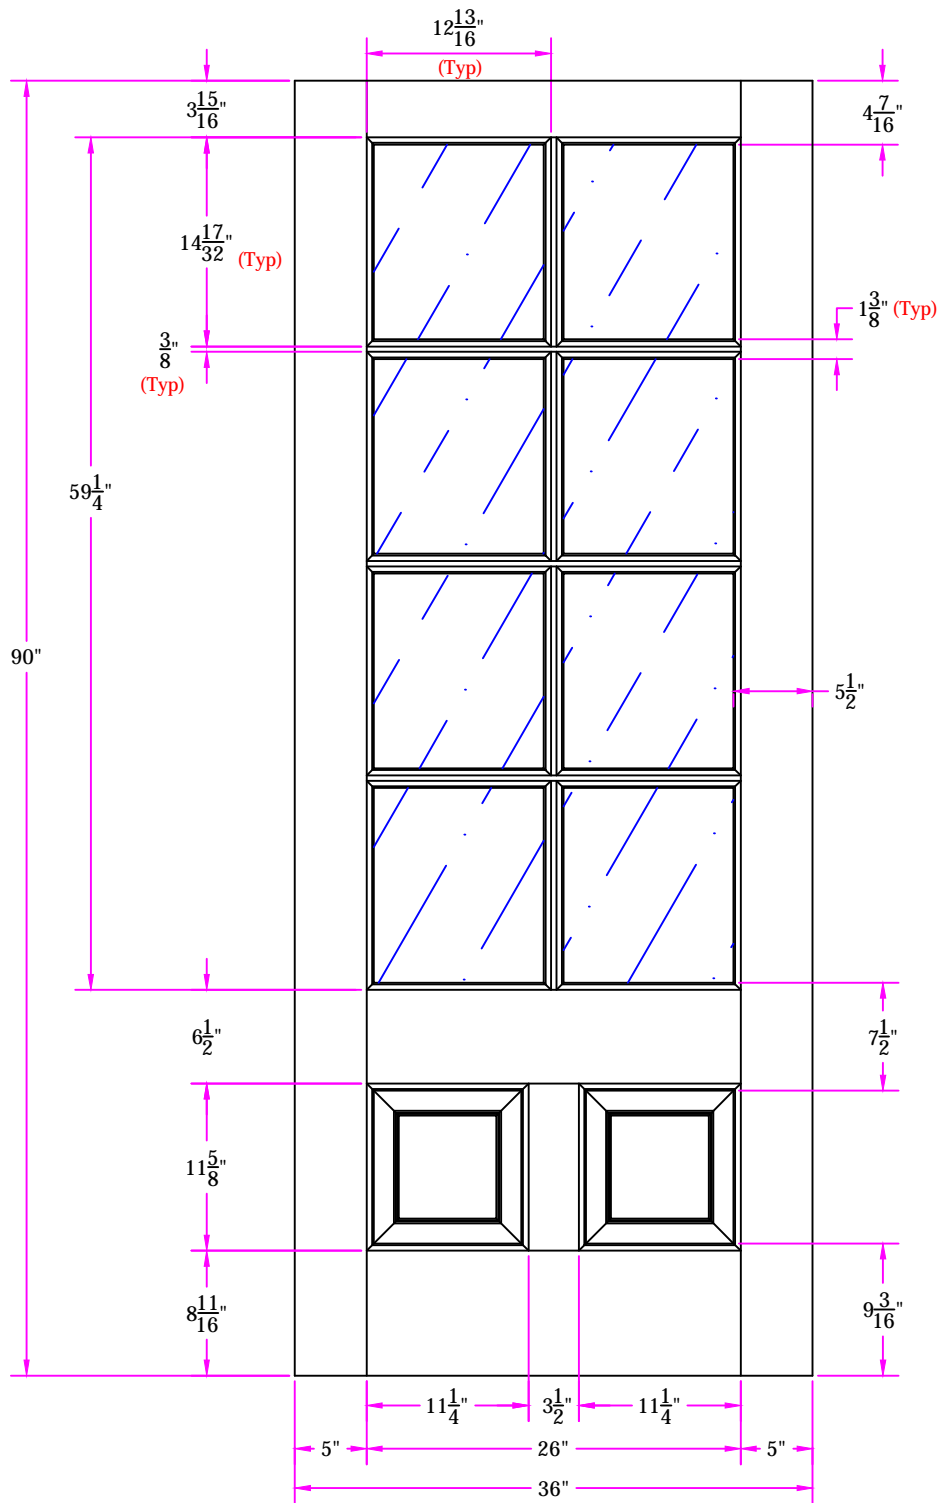 12 13/16"
(Typ)
3 15/16"
4 7/16"
14 17/32" (Typ)
1 3/8" (Typ)
3/8"
(Typ)
59 1/4"
90"
5 1/2"
6 1/2"
7 1/2"
11 5/8"
8 11/16"
9 3/16"
11 1/4" 3 1/2" 11 1/4"
5" 26" 5"
36"